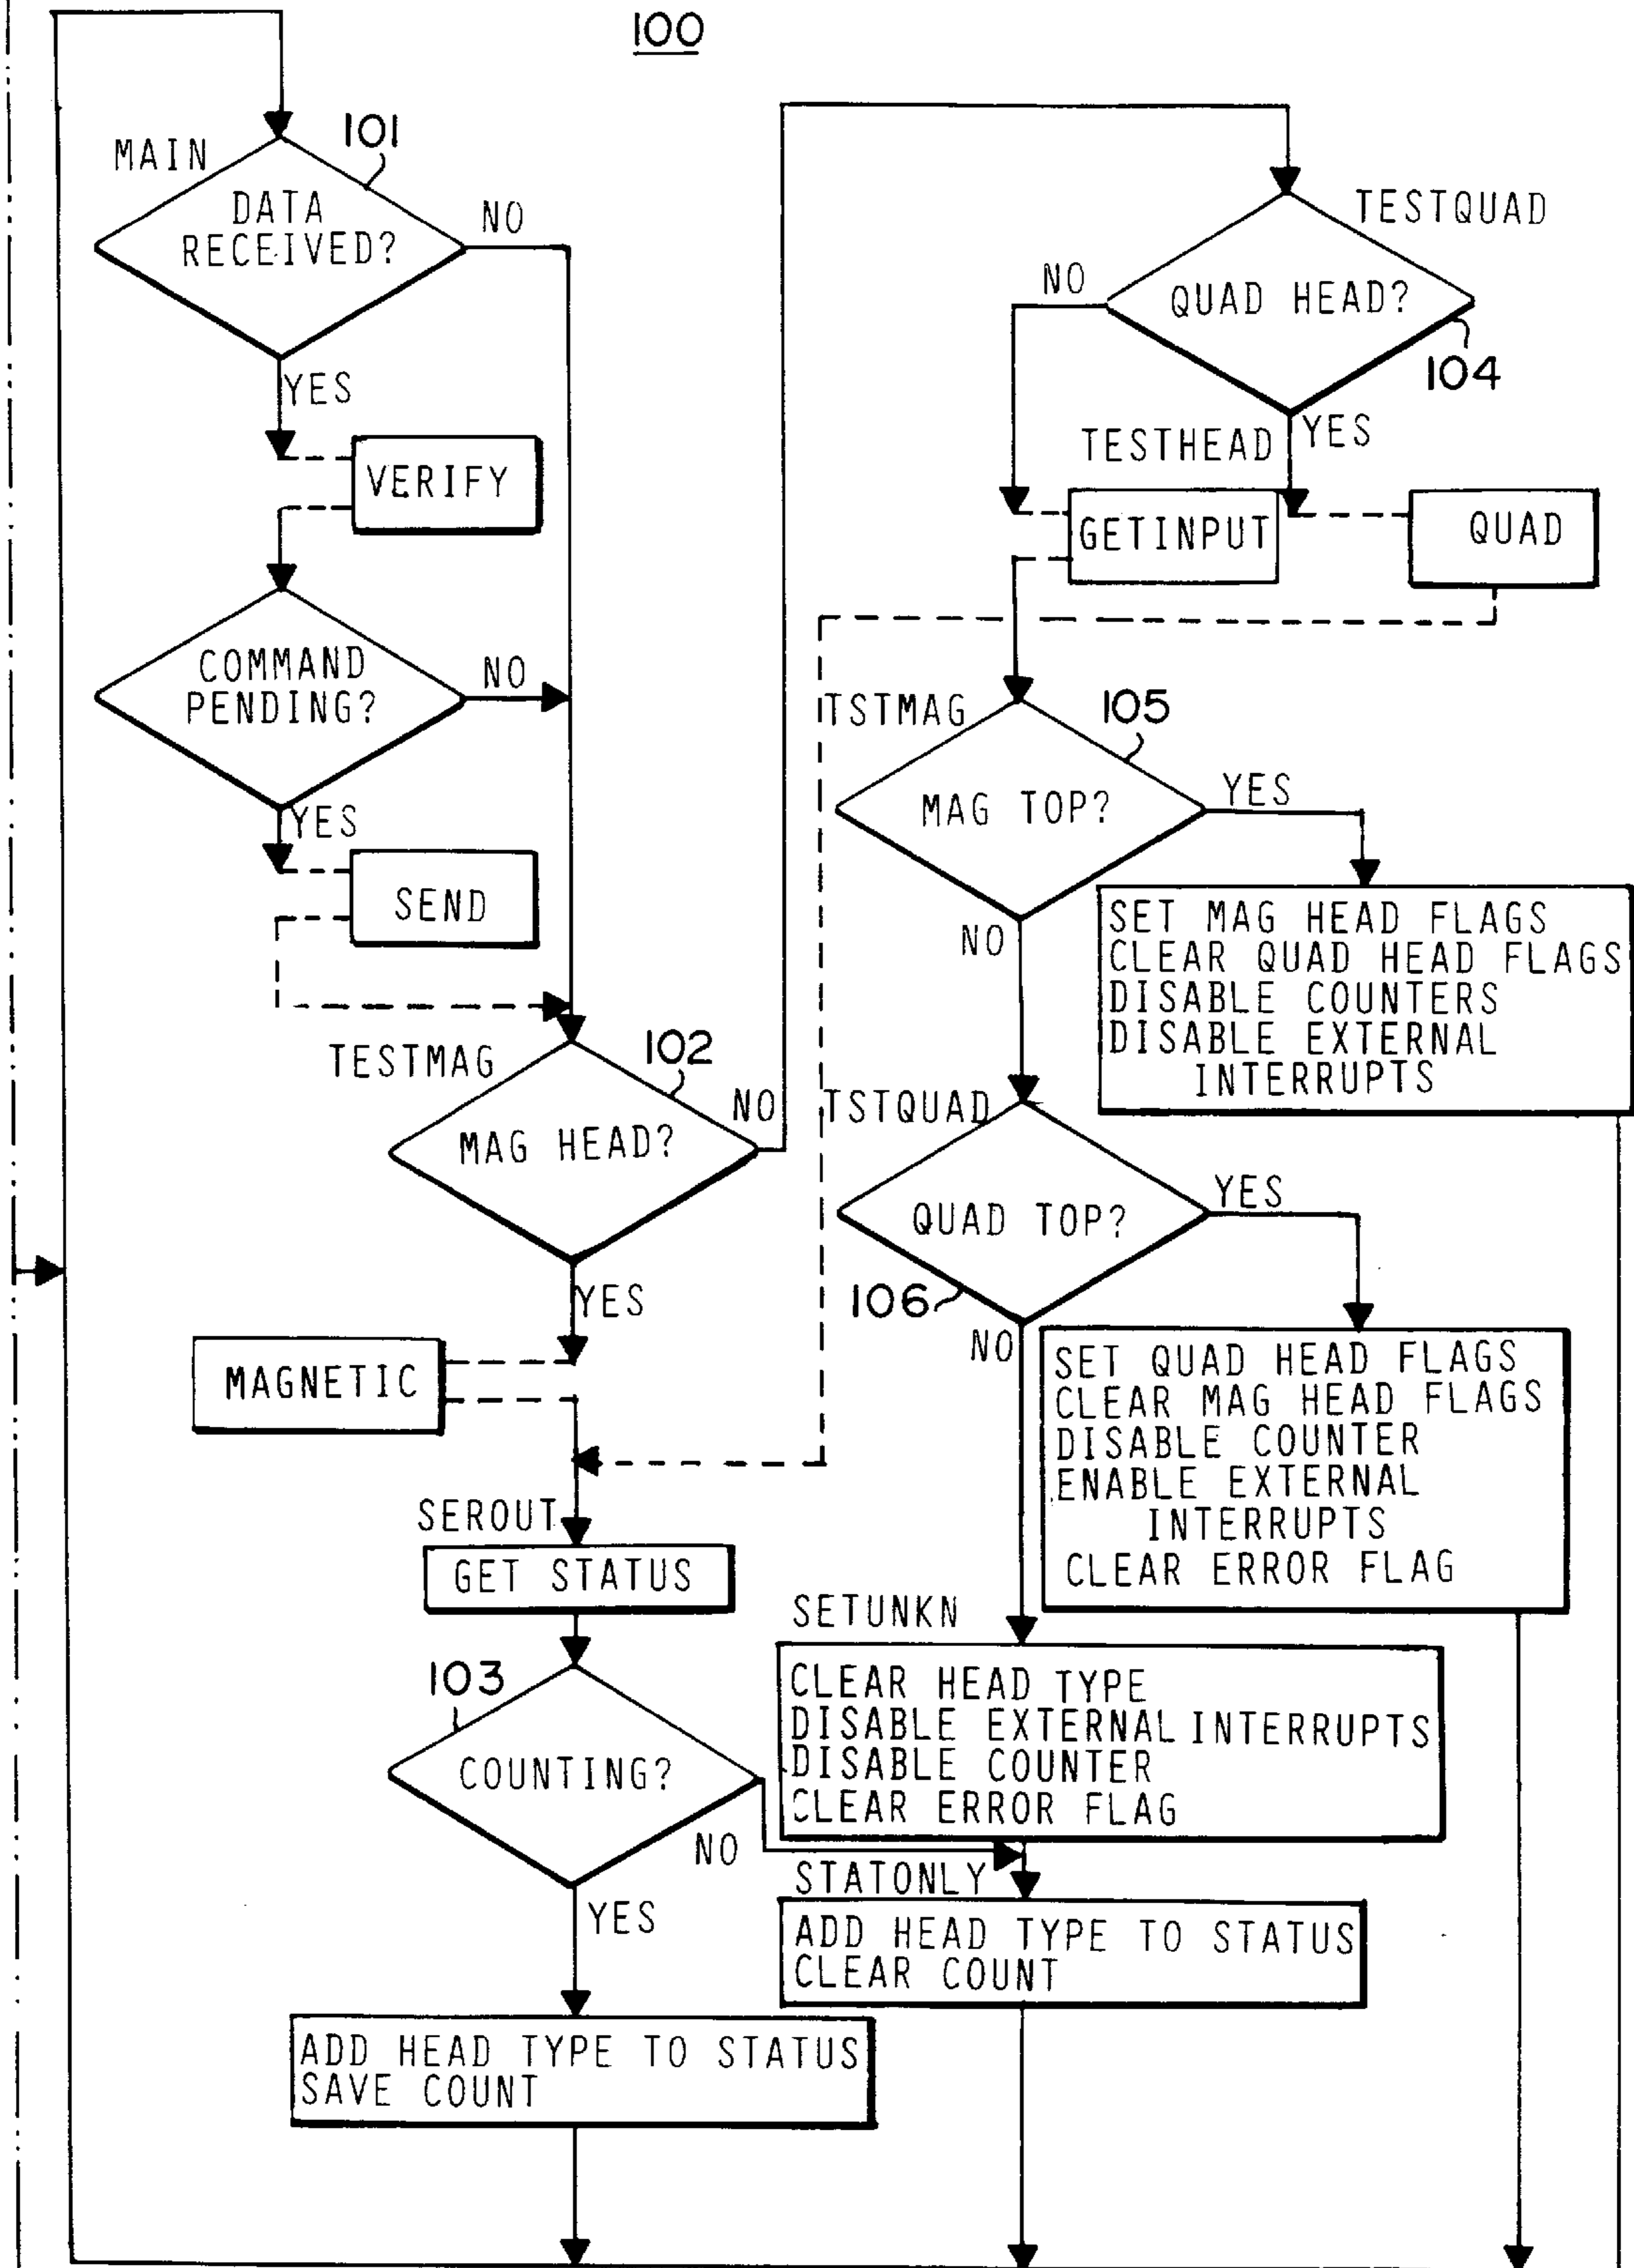 100
MAIN
101
DATA
RECEIVED?
NO
YES
VERIFY
COMMAND
PENDING?
NO
YES
SEND
TESTMAG
102
MAG HEAD?
NO
YES
MAGNETIC
SEROUT
GET STATUS
103
COUNTING?
NO
YES
ADD HEAD TYPE TO STATUS
SAVE COUNT
TESTQUAD
QUAD HEAD?
NO
104
YES
TESTHEAD
GETINPUT
QUAD
TSTMAG
105
MAG TOP?
YES
NO
SET MAG HEAD FLAGS
CLEAR QUAD HEAD FLAGS
DISABLE COUNTERS
DISABLE EXTERNAL
INTERRUPTS
TSTQUAD
QUAD TOP?
YES
106
NO
SET QUAD HEAD FLAGS
CLEAR MAG HEAD FLAGS
DISABLE COUNTER
ENABLE EXTERNAL
INTERRUPTS
CLEAR ERROR FLAG
SETUNKN
CLEAR HEAD TYPE
DISABLE EXTERNAL INTERRUPTS
DISABLE COUNTER
CLEAR ERROR FLAG
STATONLY
ADD HEAD TYPE TO STATUS
CLEAR COUNT